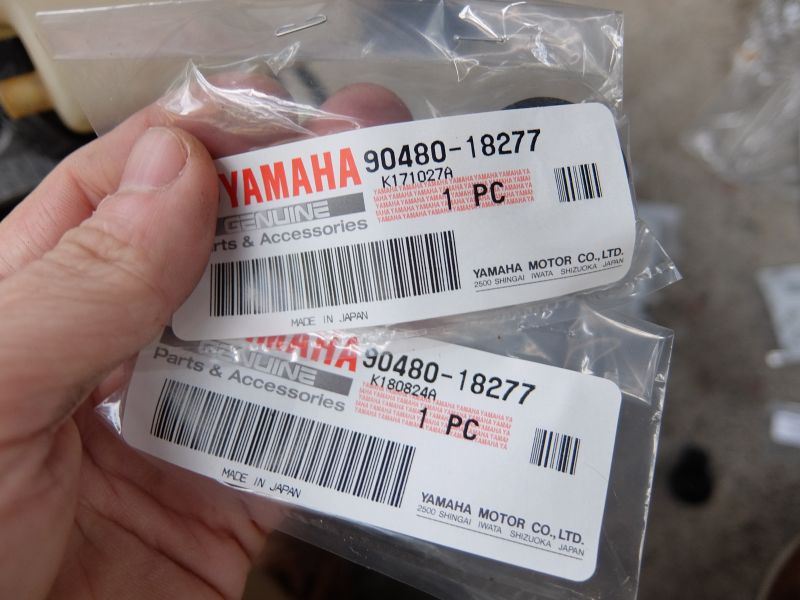 YAMAHA 90480-18277
K171027A
GENUINE 1 PC
Parts & Accessories
YAMAHA MOTOR CO., LTD.
2500 SHINGAI IWATA SHIZUOKA JAPAN
MADE IN JAPAN
YAMAHA 90480-18277
K180824A
GENUINE 1 PC
Parts & Accessories
YAMAHA MOTOR CO., LTD.
2500 SHINGAI IWATA SHIZUOKA JAPAN
MADE IN JAPAN